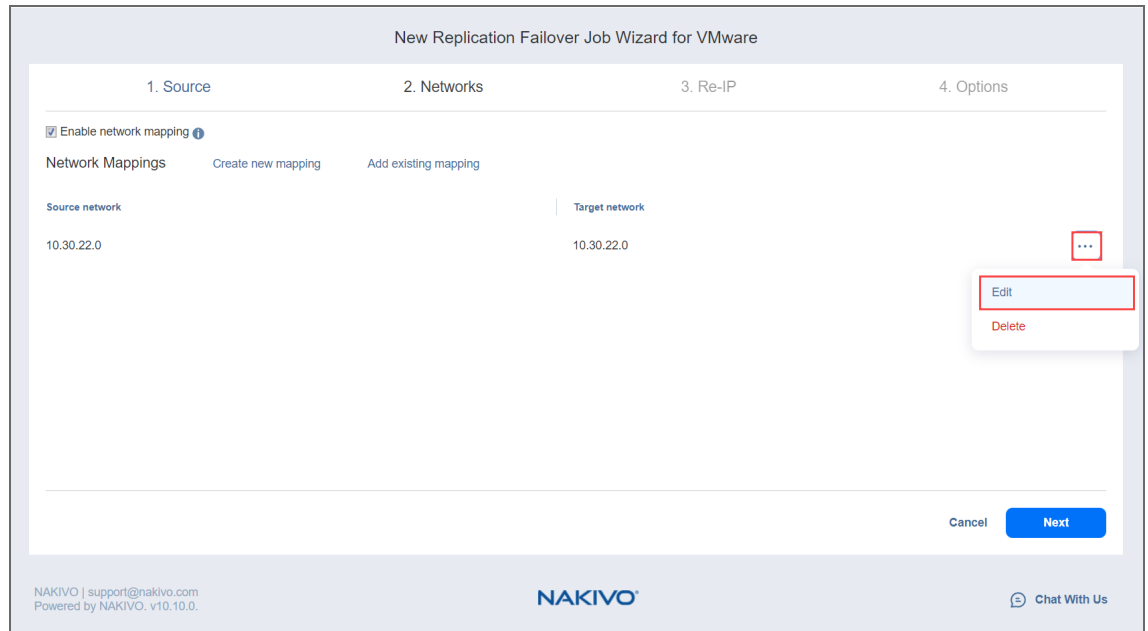 New Replication Failover Job Wizard for VMware
1. Source 2. Networks 3. Re-IP 4. Options
Enable network mapping
Network Mappings Create new mapping Add existing mapping
Source network Target network
10.30.22.0 10.30.22.0
Edit
Delete
Cancel Next
NAKIVO | support@nakivo.com
Powered by NAKIVO. v10.10.0.
NAKIVO®
Chat With Us